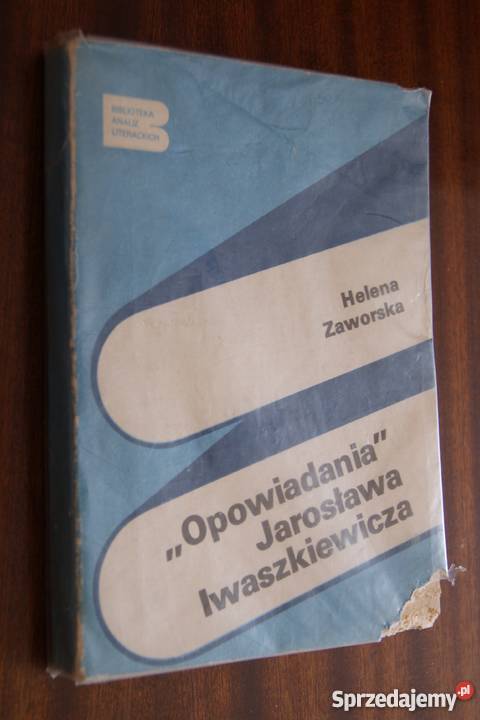 BIBLIOTEKA
ANALIZ
LITERACKICH
Helena
Zaworska
„Opowiadania”
Jarosława
Iwaszkiewicza
Sprzedajemy.pl